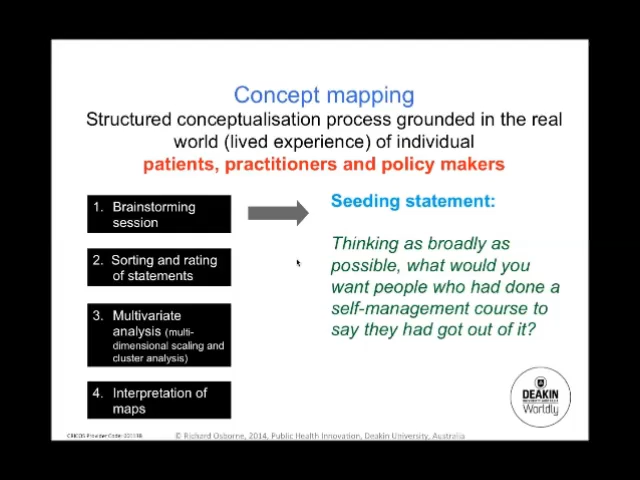 Concept mapping
Structured conceptualisation process grounded in the real
world (lived experience) of individual
patients, practitioners and policy makers
1. Brainstorming
session
2. Sorting and rating
of statements
3. Multivariate
analysis (multi-
dimensional scaling and
cluster analysis)
4. Interpretation of
maps
Seeding statement:
Thinking as broadly as
possible, what would you
want people who had done a
self-management course to
say they had got out of it?
DEAKIN
Worldly
CRICOS Provider Code:
© Richard Osborne, 2014, Public Health Innovation, Deakin University, Australia